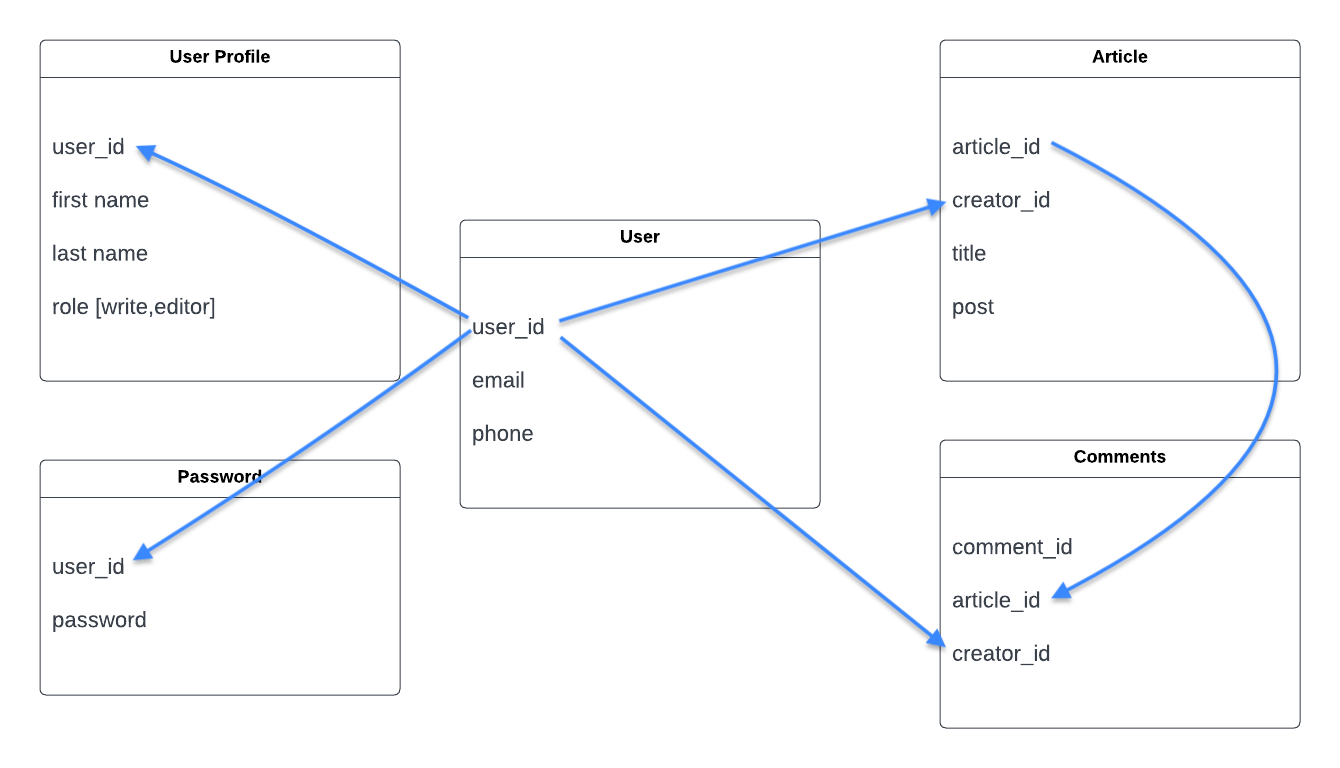 User Profile
user_id
first name
last name
role [write,editor]
Password
user_id
password
User
user_id
email
phone
Article
article_id
creator_id
title
post
Comments
comment_id
article_id
creator_id